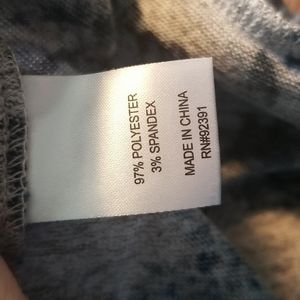 97% POLYESTER
3% SPANDEX
MADE IN CHINA
RN#92391